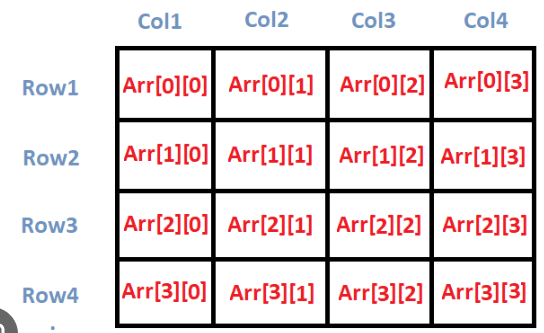 Col1 Col2 Col3 Col4
Row1 Arr[0][0] Arr[0][1] Arr[0][2] Arr[0][3]
Row2 Arr[1][0] Arr[1][1] Arr[1][2] Arr[1][3]
Row3 Arr[2][0] Arr[2][1] Arr[2][2] Arr[2][3]
Row4 Arr[3][0] Arr[3][1] Arr[3][2] Arr[3][3]